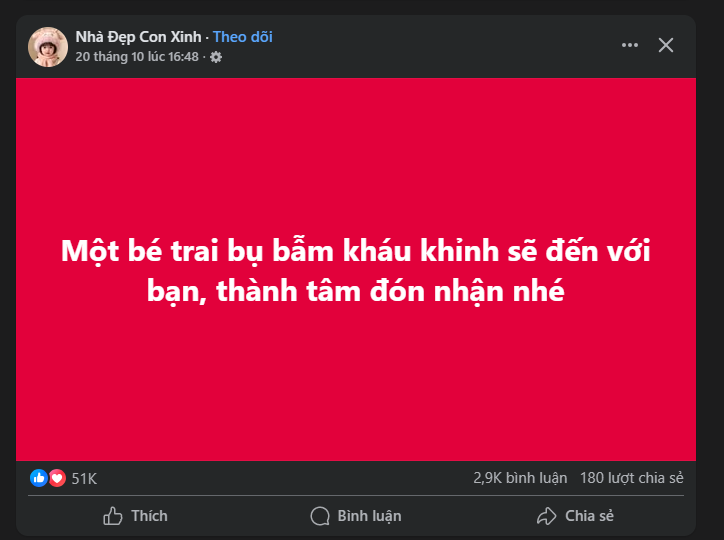 Nhà Đẹp Con Xinh · Theo dõi
20 tháng 10 lúc 16:48 ·
Một bé trai bụ bẫm kháu khỉnh sẽ đến với
bạn, thành tâm đón nhận nhé
51K
2,9K bình luận 180 lượt chia sẻ
Thích Bình luận Chia sẻ